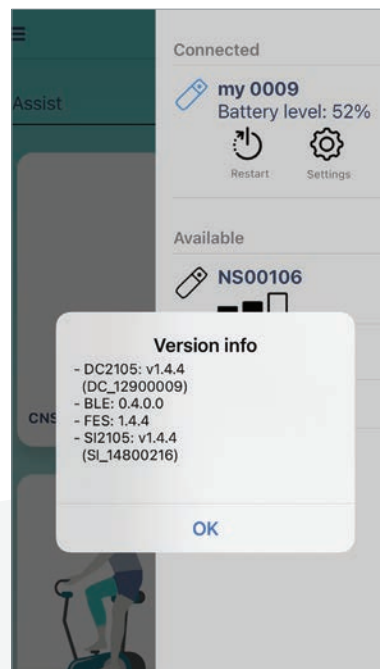 Connected
Assist
my 0009
Battery level: 52%
Restart Settings
Available
NS00106
Version info
- DC2105: v1.4.4
(DC_12900009)
- BLE: 0.4.0.0
- FES: 1.4.4
- SI2105: v1.4.4
(SI_14800216)
CNS
OK